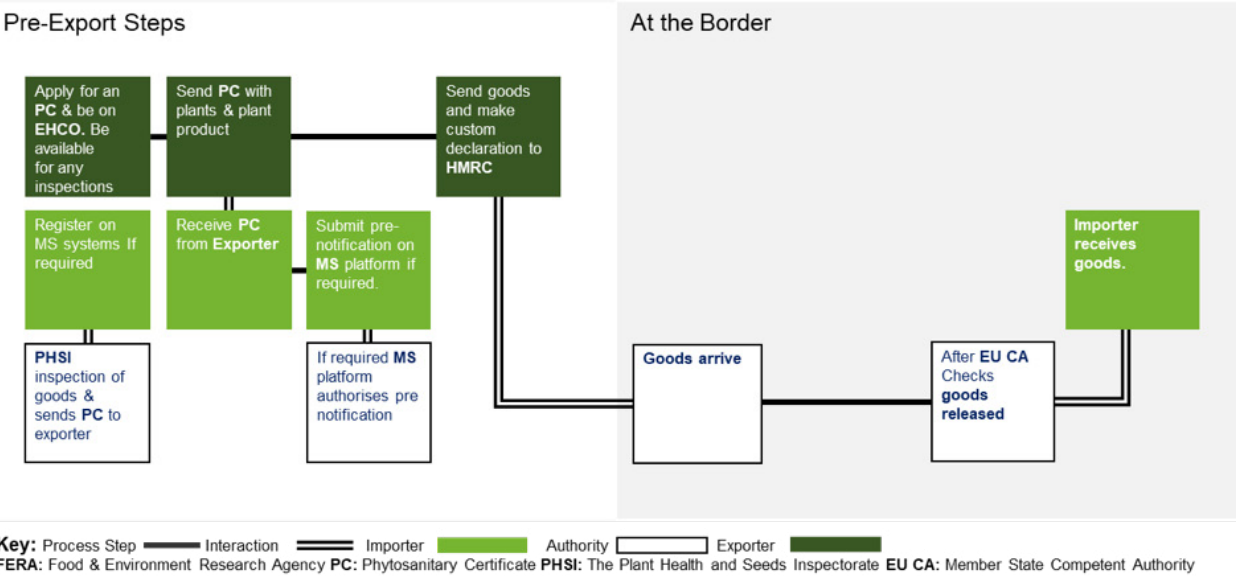 Pre-Export Steps
At the Border
Apply for an
PC & be on
EHCO. Be
available
for any
inspections
Send PC with
plants & plant
product
Send goods
and make
custom
declaration to
HMRC
Register on
MS systems If
required
Receive PC
from Exporter
Submit pre-
notification on
MS platform if
required.
Importer
receives
goods.
PHSI
inspection of
goods &
sends PC to
exporter
If required MS
platform
authorises pre
notification
Goods arrive
After EU CA
Checks
goods
released
Key: Process Step Interaction Importer Authority Exporter
FERA: Food & Environment Research Agency PC: Phytosanitary Certificate PHSI: The Plant Health and Seeds Inspectorate EU CA: Member State Competent Authority